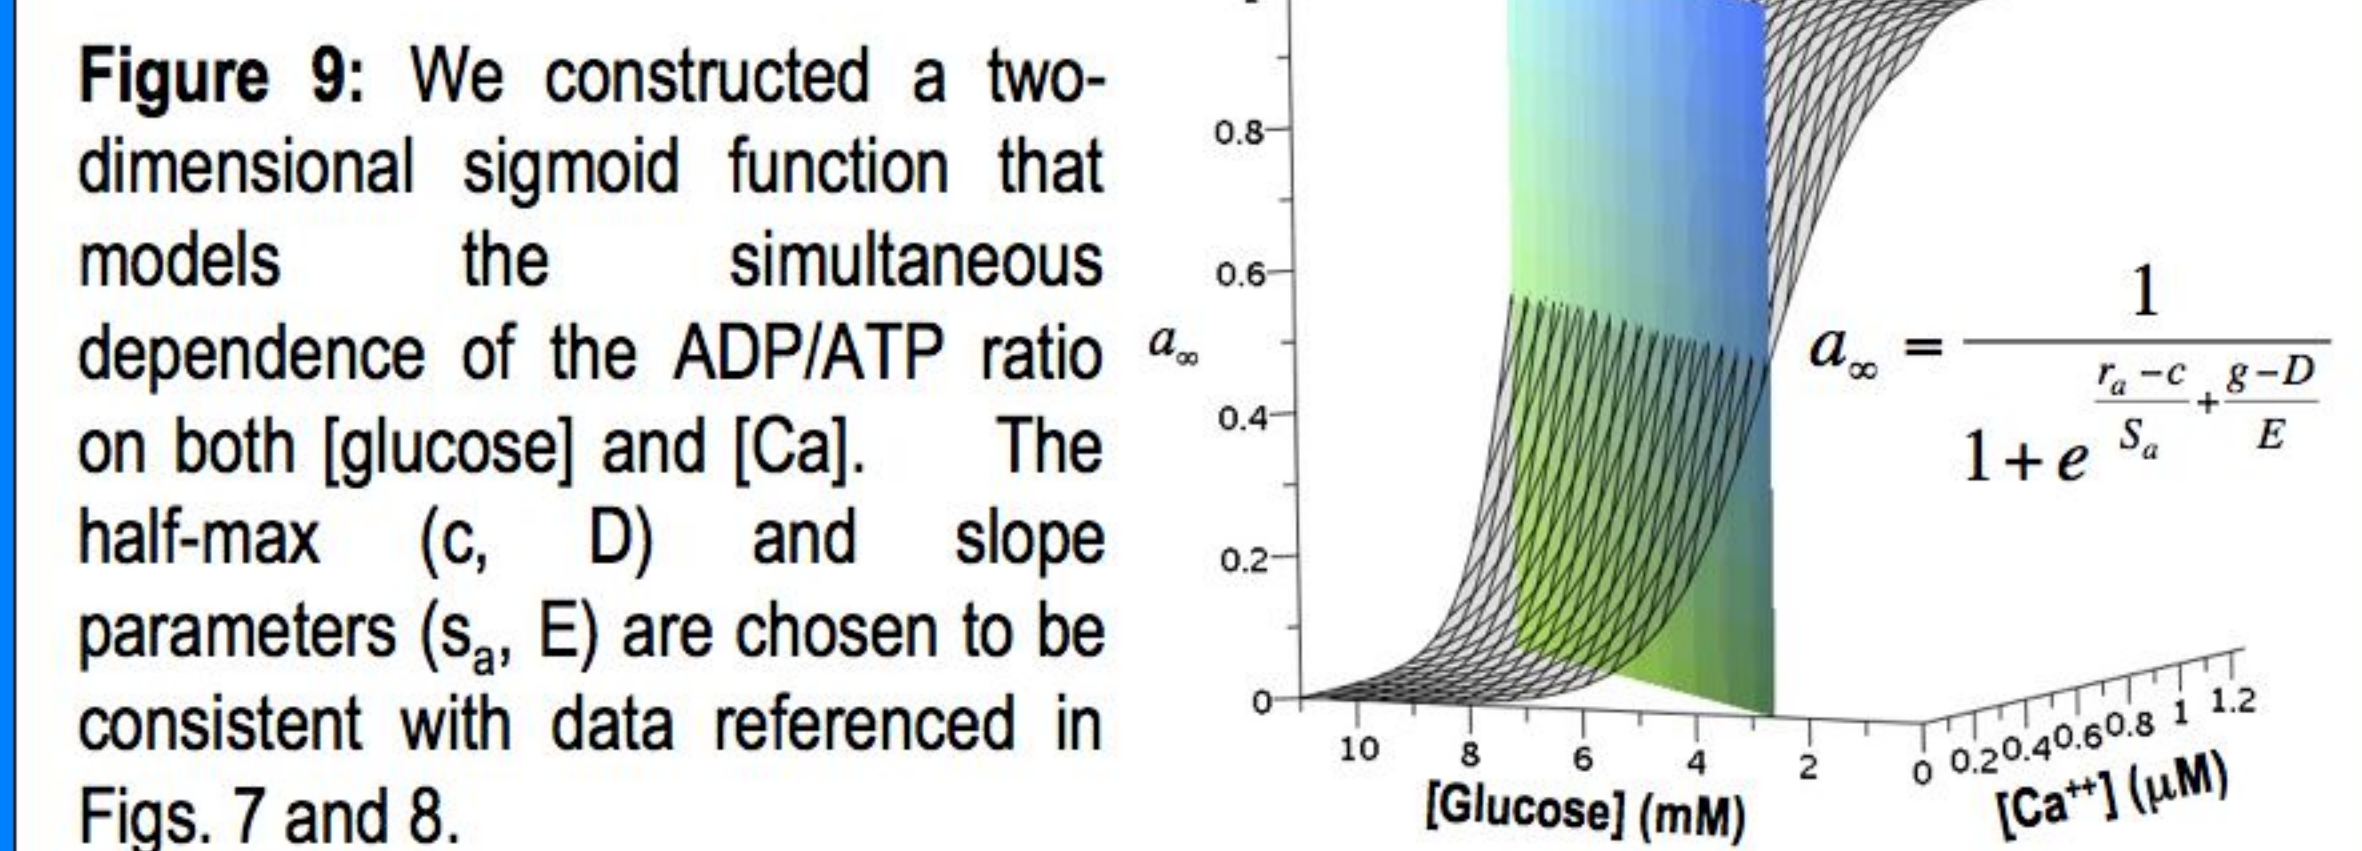 Figure 9: We constructed a two-
dimensional sigmoid function that
models the simultaneous
dependence of the ADP/ATP ratio
on both [glucose] and [Ca]. The
half-max (c, D) and slope
parameters (sₐ, E) are chosen to be
consistent with data referenced in
Figs. 7 and 8.
0.8
0.6
a∞
0.4
0.2
0
10 8 6 4 2 0
[Glucose] (mM)
0.2 0.4 0.6 0.8 1 1.2
[Ca⁺⁺] (μM)
a∞ = 1 / (1 + e^((rₐ − c)/Sₐ + (g − D)/E))